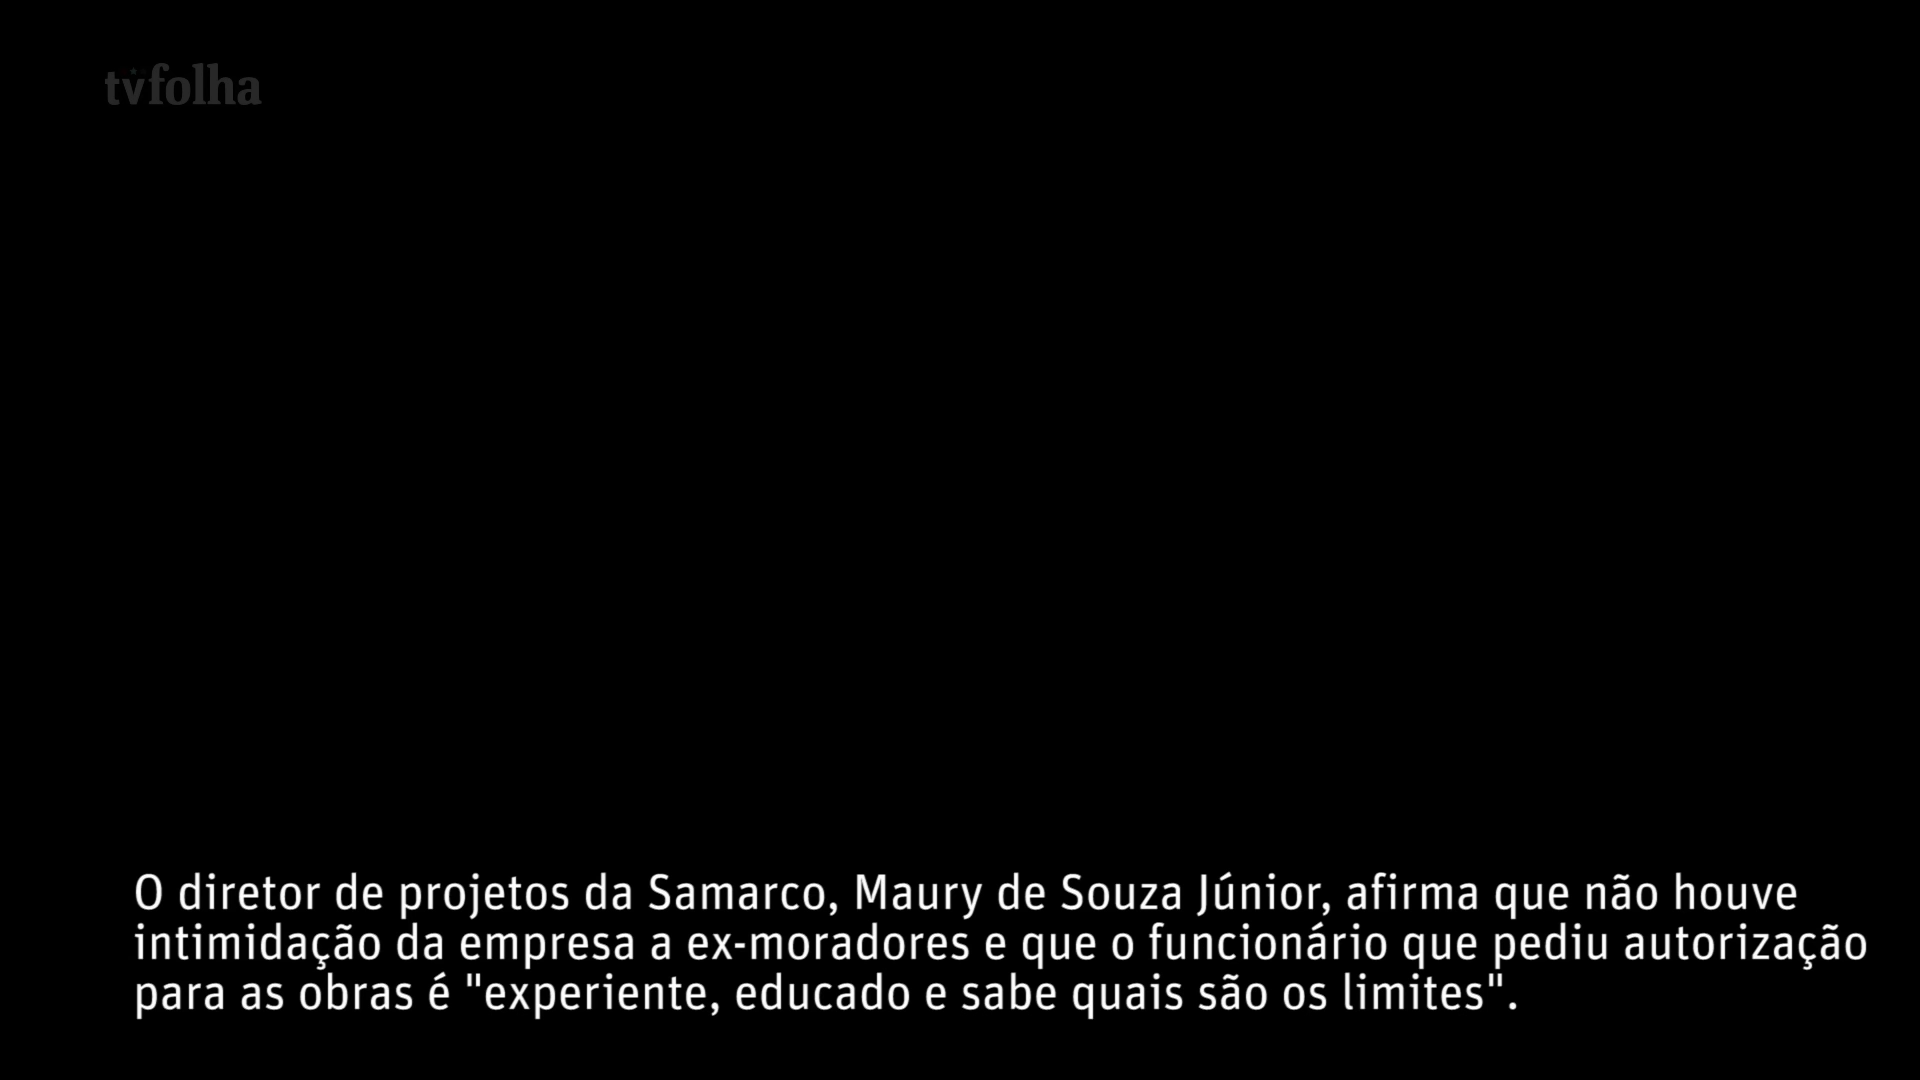 tvfolha
O diretor de projetos da Samarco, Maury de Souza Júnior, afirma que não houve
intimidação da empresa a ex-moradores e que o funcionário que pediu autorização
para as obras é "experiente, educado e sabe quais são os limites".